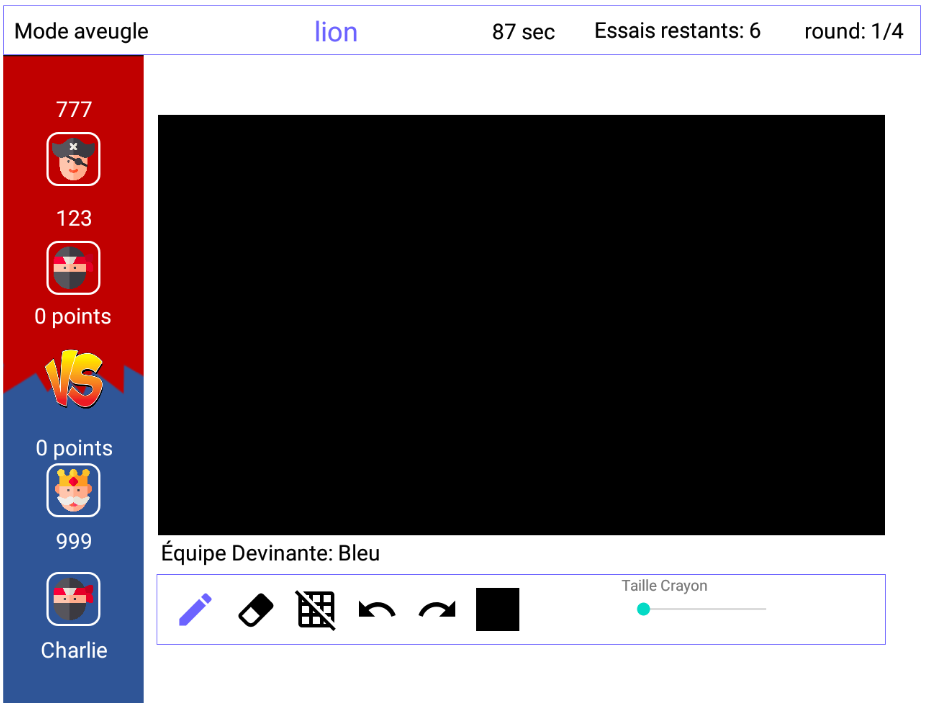 Mode aveugle lion 87 sec Essais restants: 6 round: 1/4
777
123
0 points
VS
0 points
999
Charlie
Équipe Devinante: Bleu
Taille Crayon